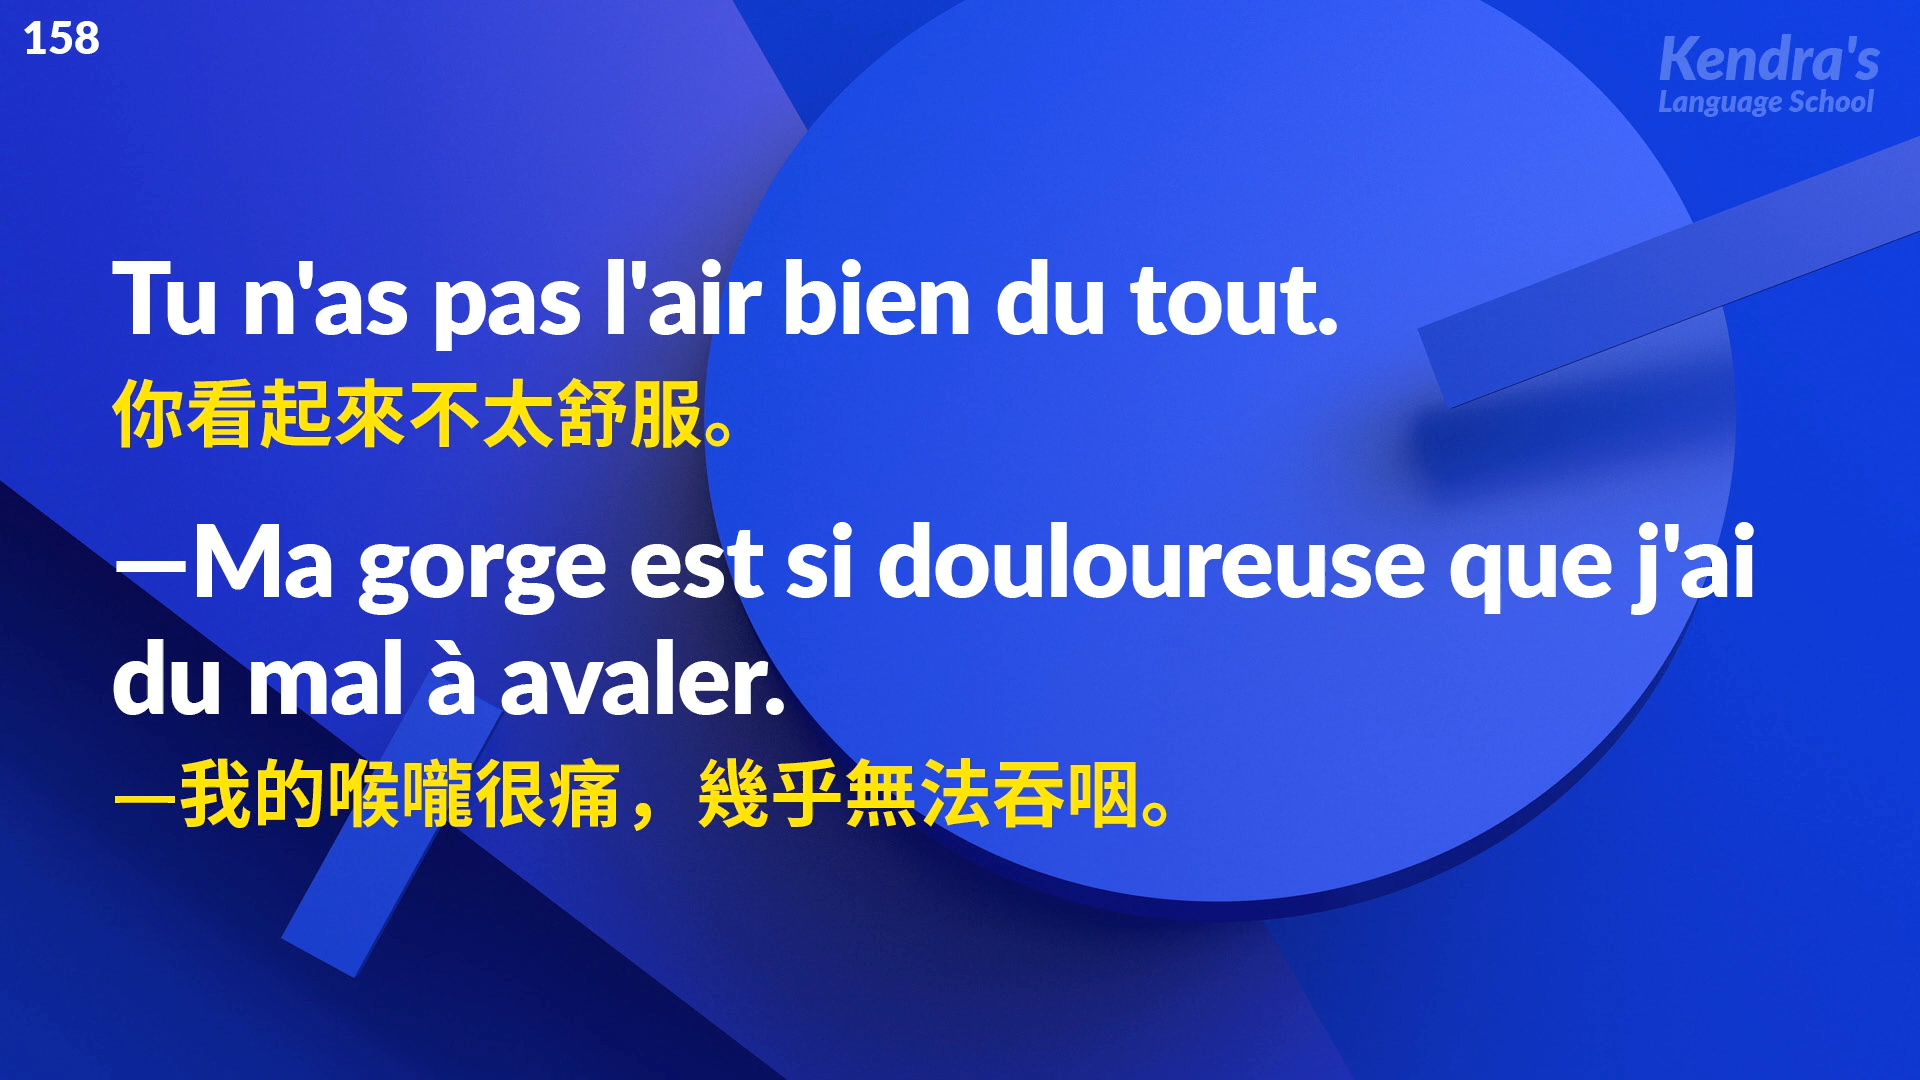 158
Kendra's
Language School
Tu n'as pas l'air bien du tout.
你看起來不太舒服。
—Ma gorge est si douloureuse que j'ai
du mal à avaler.
—我的喉嚨很痛，幾乎無法吞咽。